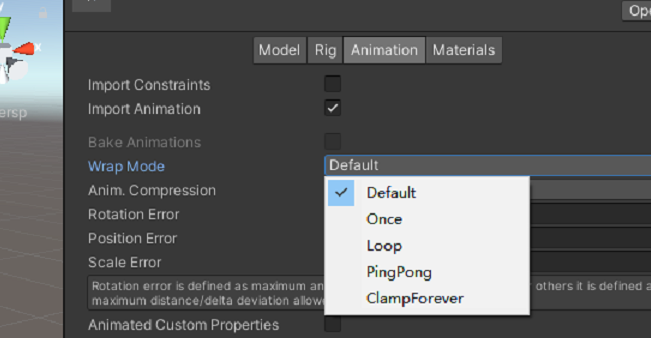 Ope
Model Rig Animation Materials
ersp
Import Constraints
Import Animation
Bake Animations
Wrap Mode Default
Anim. Compression
Rotation Error
Position Error
Scale Error
Default
Once
Loop
PingPong
ClampForever
Rotation error is defined as maximum an others it is defined a
maximum distance/delta deviation allowe
Animated Custom Properties